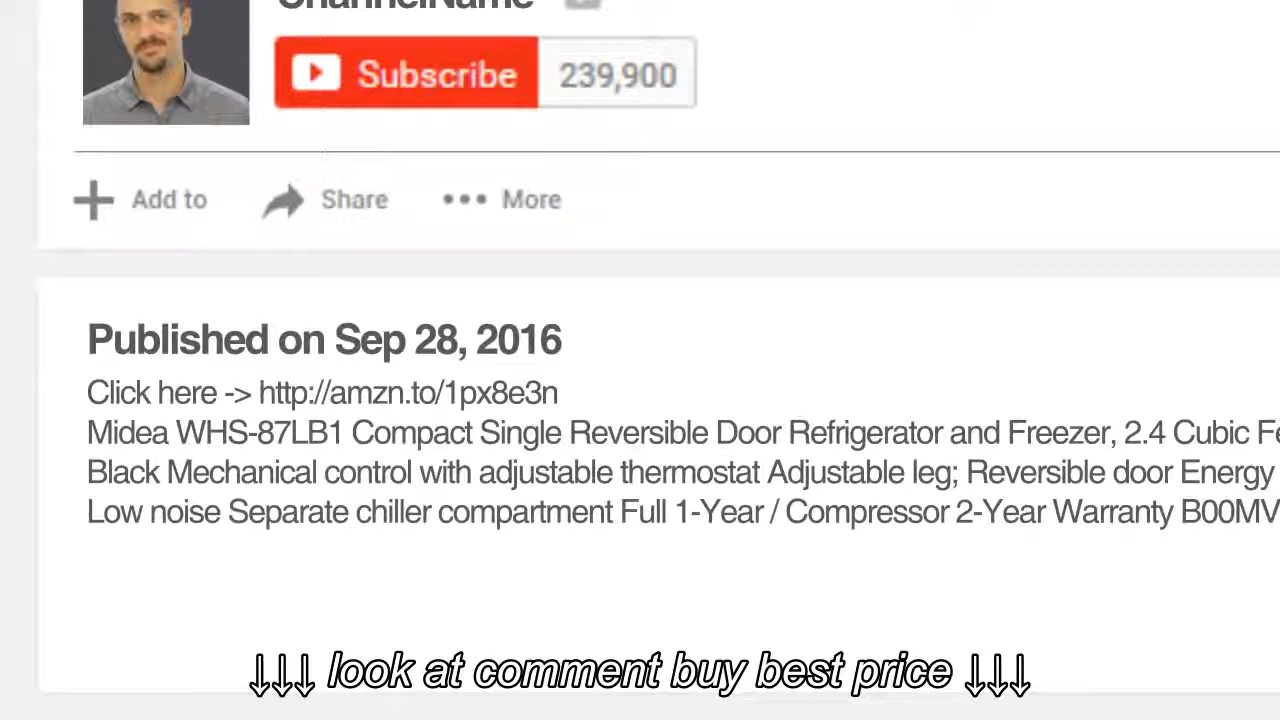 ChannelName
Subscribe 239,900
Add to Share More
Published on Sep 28, 2016
Click here -> http://amzn.to/1px8e3n
Midea WHS-87LB1 Compact Single Reversible Door Refrigerator and Freezer, 2.4 Cubic Fe
Black Mechanical control with adjustable thermostat Adjustable leg; Reversible door Energy
Low noise Separate chiller compartment Full 1-Year / Compressor 2-Year Warranty B00MV
↓↓↓ look at comment buy best price ↓↓↓